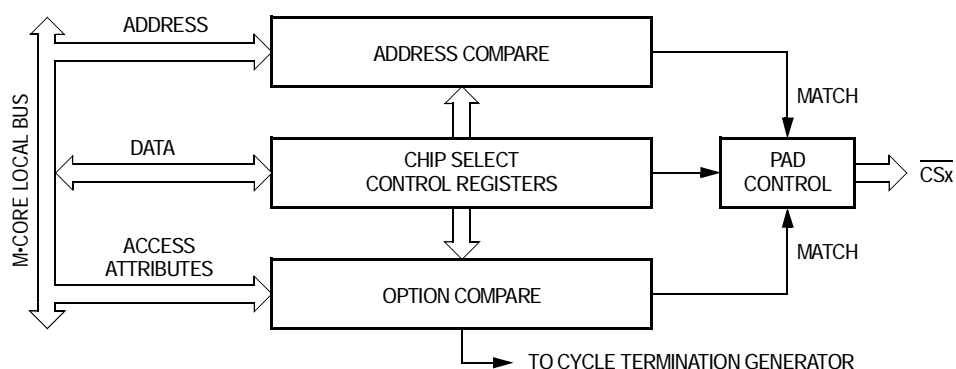 M•CORE LOCAL BUS
ADDRESS
ADDRESS COMPARE
MATCH
DATA
CHIP SELECT
CONTROL REGISTERS
PAD
CONTROL
CSx
ACCESS
ATTRIBUTES
OPTION COMPARE
MATCH
TO CYCLE TERMINATION GENERATOR